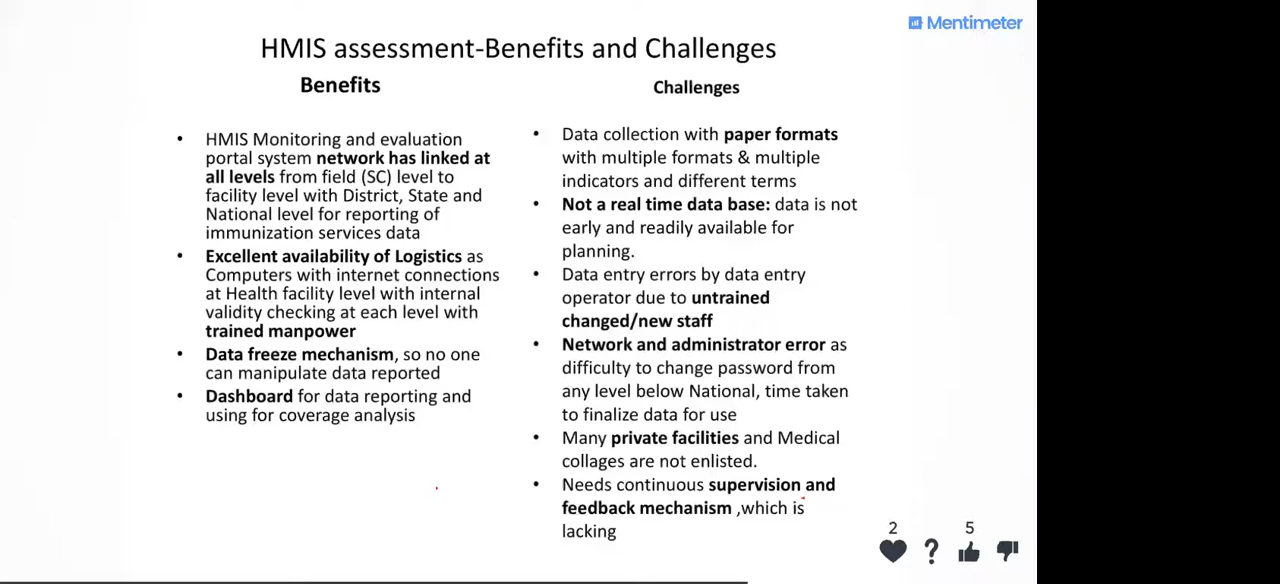 Mentimeter
HMIS assessment-Benefits and Challenges
Benefits
• HMIS Monitoring and evaluation
portal system network has linked at
all levels from field (SC) level to
facility level with District, State and
National level for reporting of
immunization services data
• Excellent availability of Logistics as
Computers with internet connections
at Health facility level with internal
validity checking at each level with
trained manpower
• Data freeze mechanism, so no one
can manipulate data reported
• Dashboard for data reporting and
using for coverage analysis
Challenges
• Data collection with paper formats
with multiple formats & multiple
indicators and different terms
• Not a real time data base: data is not
early and readily available for
planning.
• Data entry errors by data entry
operator due to untrained
changed/new staff
• Network and administrator error as
difficulty to change password from
any level below National, time taken
to finalize data for use
• Many private facilities and Medical
collages are not enlisted.
• Needs continuous supervision and
feedback mechanism ,which is
lacking
2 5
?